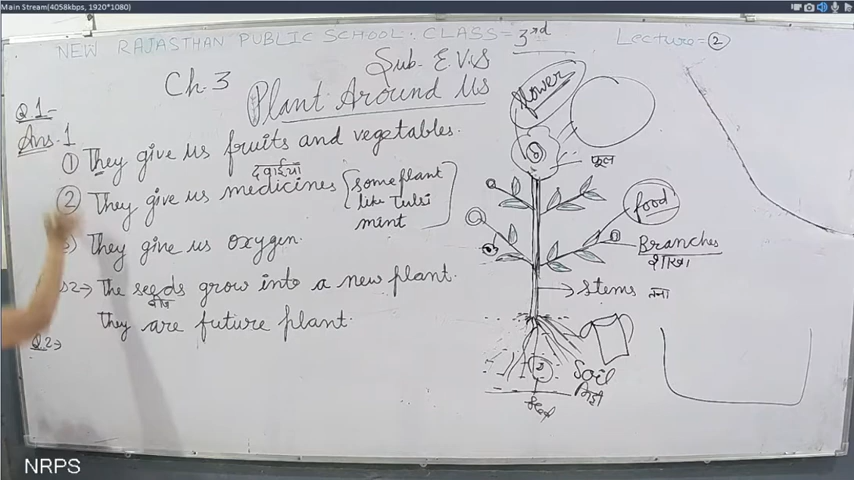 Main Stream(4058kbps, 1920*1080)
NEW RAJASTHAN PUBLIC SCHOOL. CLASS = 3rd
Lecture=②
Sub- E.V.S
Ch.3
Plant Around Us
Q1-
Ans.1
① They give us fruits and vegetables.
दवाईयां
② They give us medicines {some plant
like Tulsi
mint
They give us oxygen.
The seeds grow into a new plant.
बीज
They are future plant.
Q2→
flower
फूल
food
Branches
शाखा
Stems तना
Soil
मिट्टी
Seed
NRPS